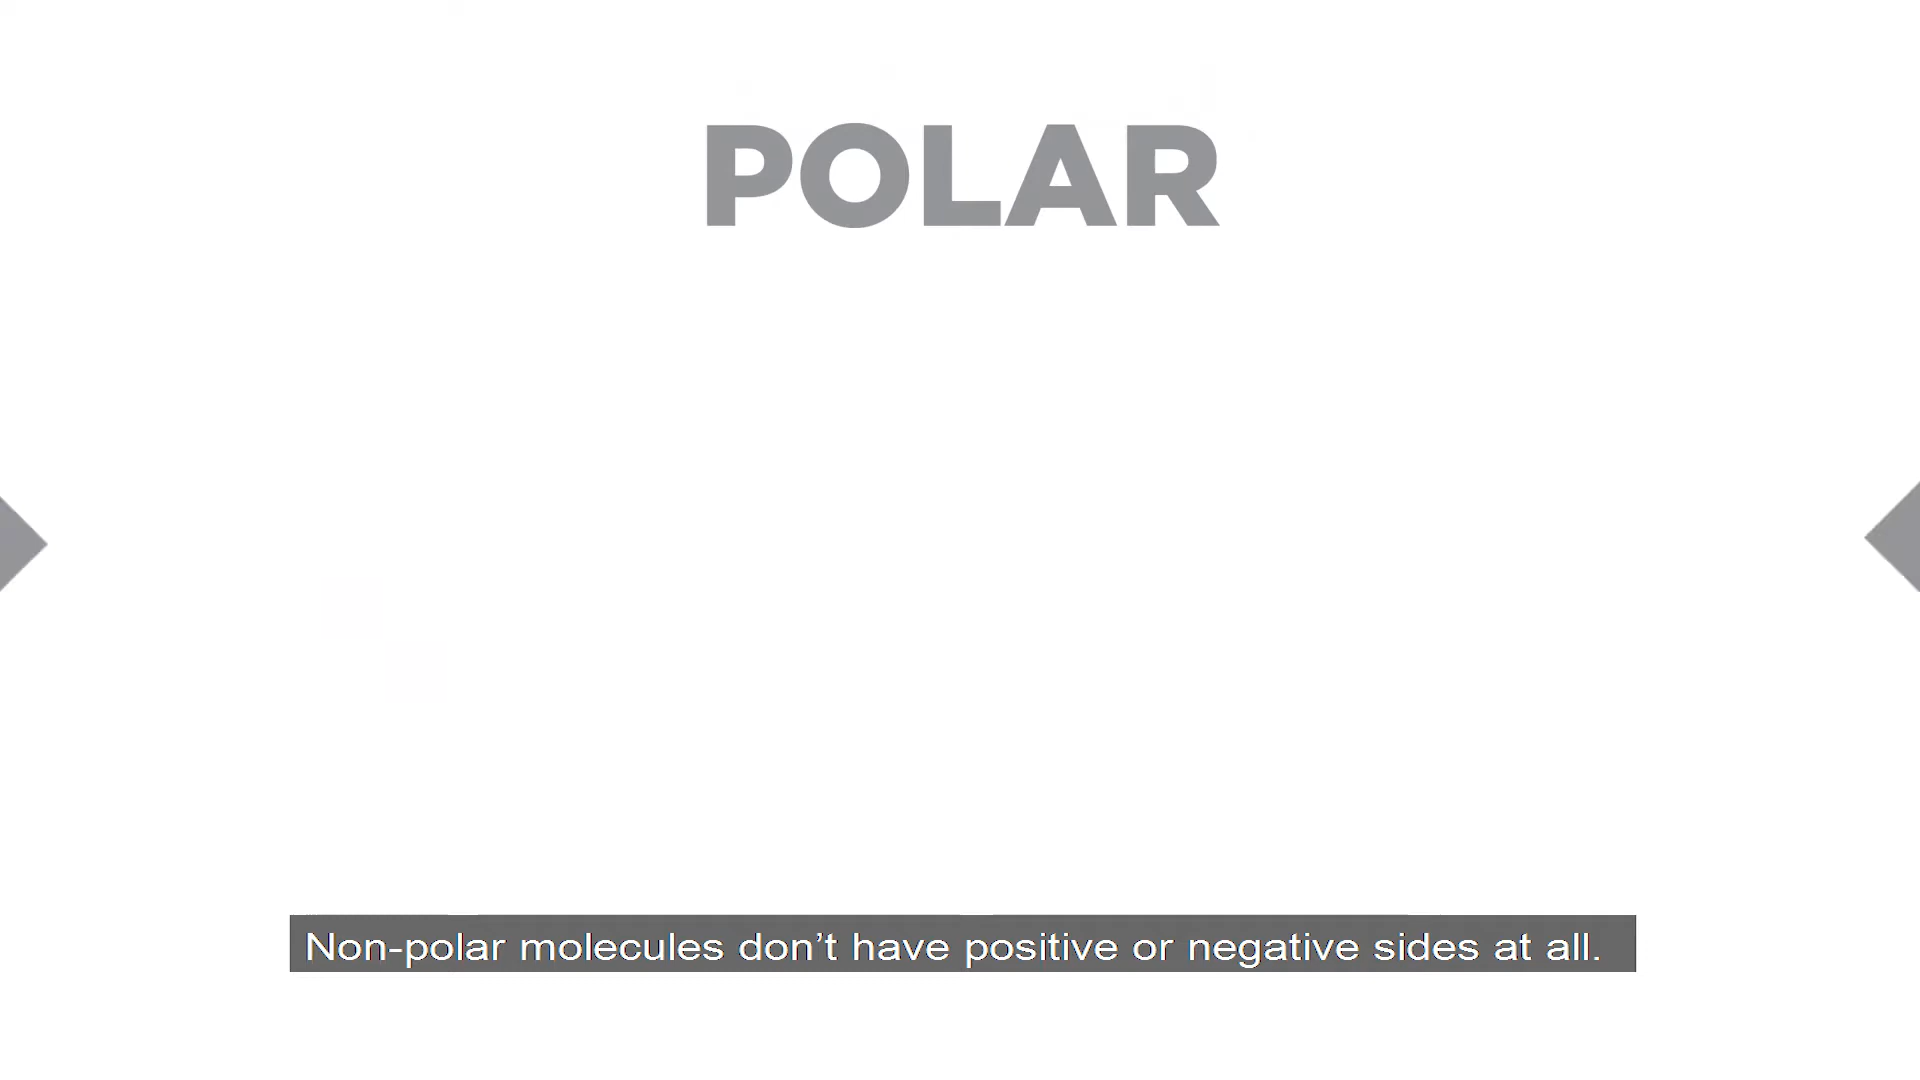 POLAR
Non-polar molecules don’t have positive or negative sides at all.